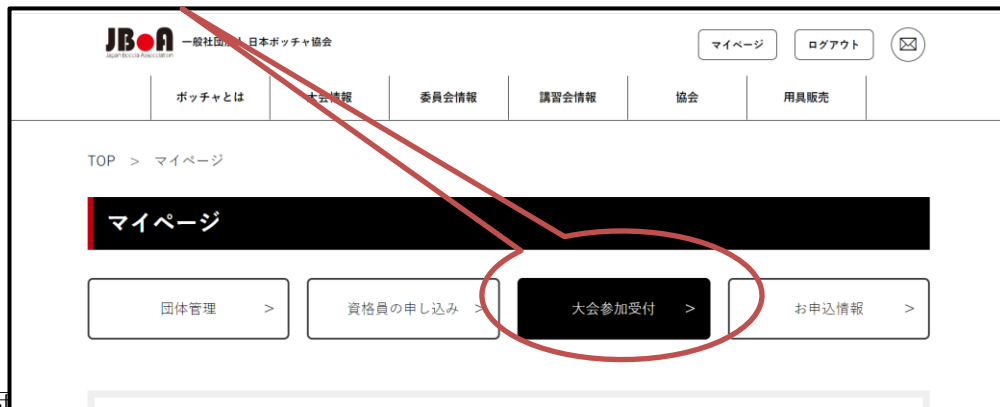 JBoA 一般社団法人 日本ボッチャ協会
Japan Boccia Association
マイページ ログアウト
ボッチャとは 大会情報 委員会情報 講習会情報 協会 用具販売
TOP > マイページ
マイページ
団体管理 > 資格員の申し込み > 大会参加受付 > お申込情報 >